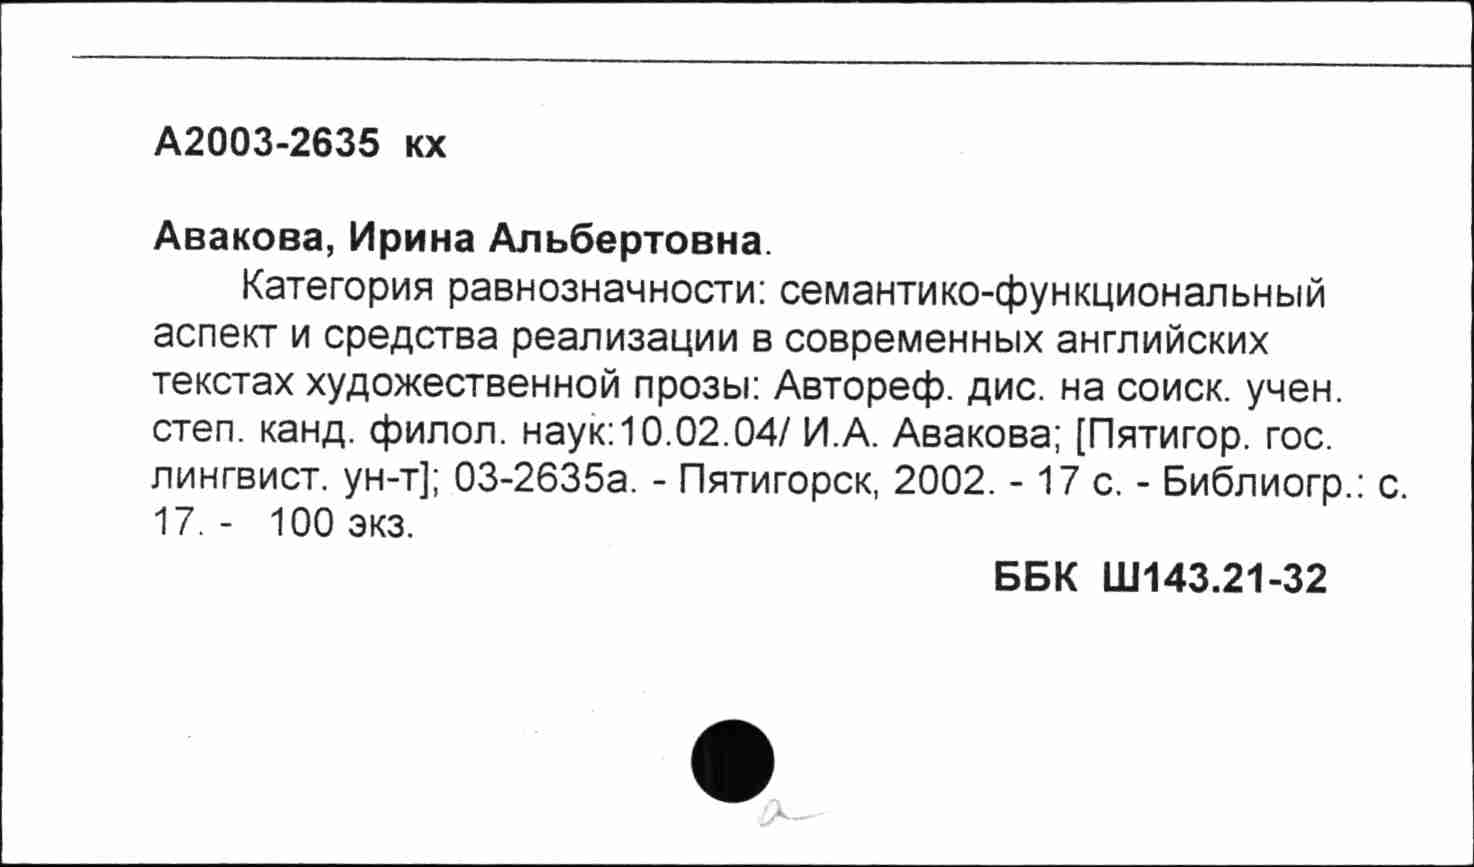 А2003-2635 кх
Авакова, Ирина Альбертовна.
Категория равнозначности: семантико-функциональный
аспект и средства реализации в современных английских
текстах художественной прозы: Автореф. дис. на соиск. учен.
степ. канд. филол. наук:10.02.04/ И.А. Авакова; [Пятигор. гос.
лингвист. ун-т]; 03-2635а. - Пятигорск, 2002. - 17 с. - Библиогр.: с.
17. - 100 экз.
ББК Ш143.21-32
а